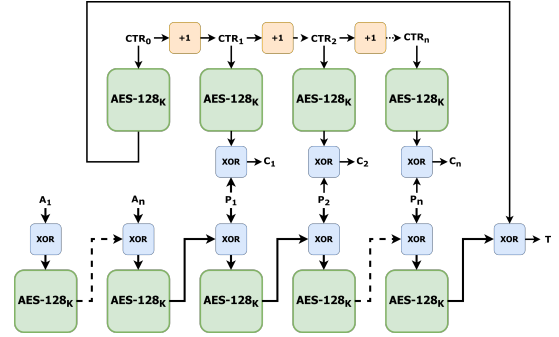 CTR0 +1 CTR1 +1 CTR2 +1 CTRn
AES-128K AES-128K AES-128K AES-128K
XOR C1 XOR C2 XOR Cn
A1 An P1 P2 Pn
XOR XOR XOR XOR XOR XOR T
AES-128K AES-128K AES-128K AES-128K AES-128K